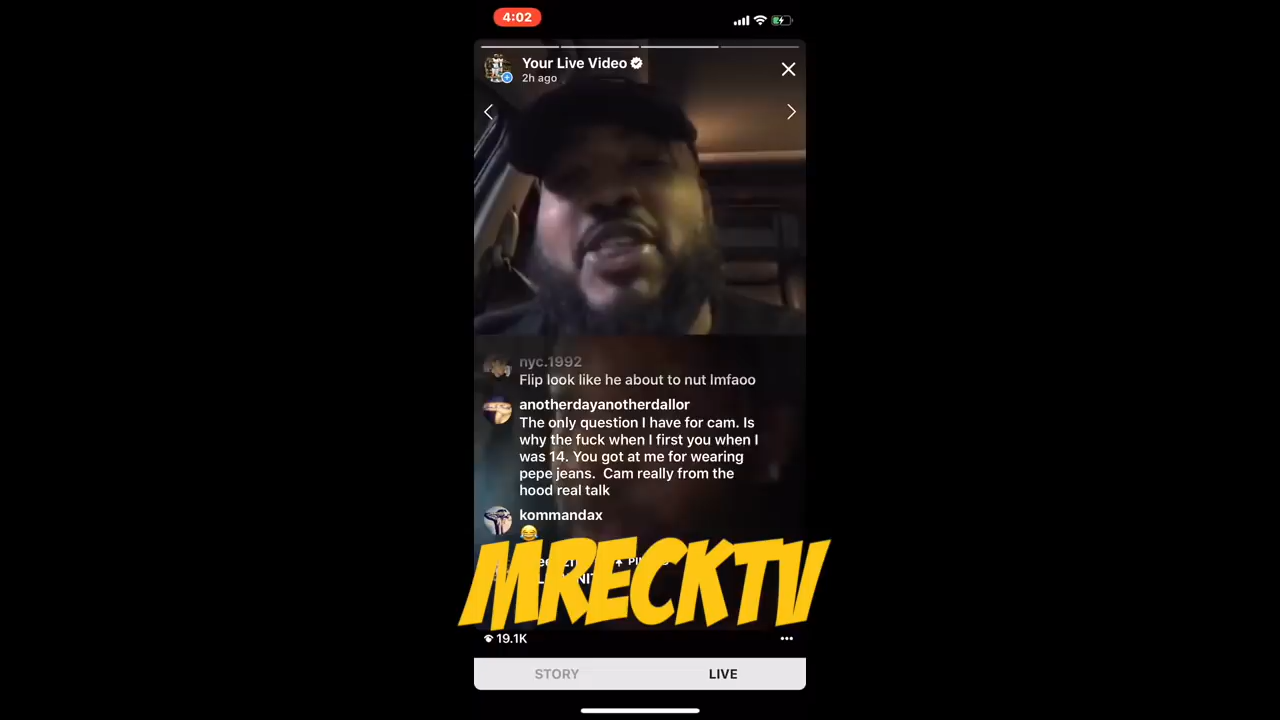 4:02
Your Live Video
2h ago
nyc.1992
Flip look like he about to nut lmfaoo
anotherdayanotherdallor
The only question I have for cam. Is
why the fuck when I first you when I
was 14. You got at me for wearing
pepe jeans. Cam really from the
hood real talk
kommandax
😂
MRECKTV
19.1K
STORY
LIVE